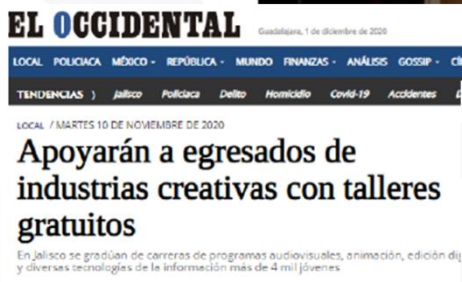 EL OCCIDENTAL
Guadalajara, 1 de diciembre de 2020
LOCAL POLICIACA MÉXICO REPÚBLICA MUNDO FINANZAS ANÁLISIS GOSSIP
TENDENCIAS ) Jalisco Policiaca Delito Homicidio Covid-19 Accidentes
LOCAL / MARTES 10 DE NOVIEMBRE DE 2020
Apoyarán a egresados de
industrias creativas con talleres
gratuitos
En Jalisco se gradúan de carreras de programas audiovisuales, animación, edición dig
y diversas tecnologías de la información más de 4 mil jóvenes